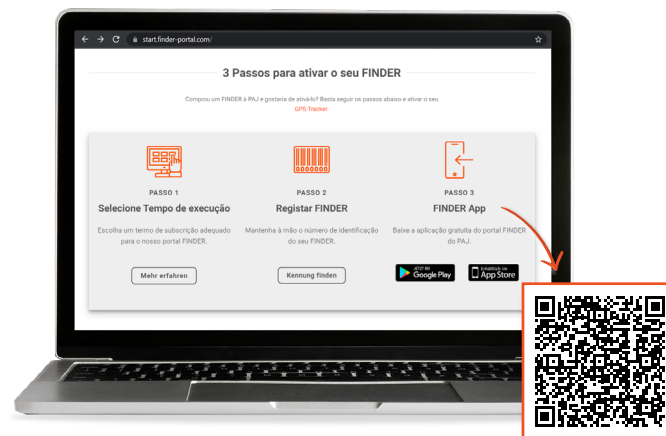 start.finder-portal.com/
3 Passos para ativar o seu FINDER
Comprou um FINDER à PAJ e gostaria de ativá-lo? Basta seguir os passos abaixo e ativar o seu
GPS Tracker.
PASSO 1
Selecione Tempo de execução
Escolha um termo de subscrição adequado
para o nosso portal FINDER.
Mehr erfahren
PASSO 2
Registar FINDER
Mantenha à mão o número de identificação
do seu FINDER.
Kennung finden
PASSO 3
FINDER App
Baixe a aplicação gratuita do portal FINDER
do PAJ.
JETZT BEI
Google Play
Erhältlich im
App Store